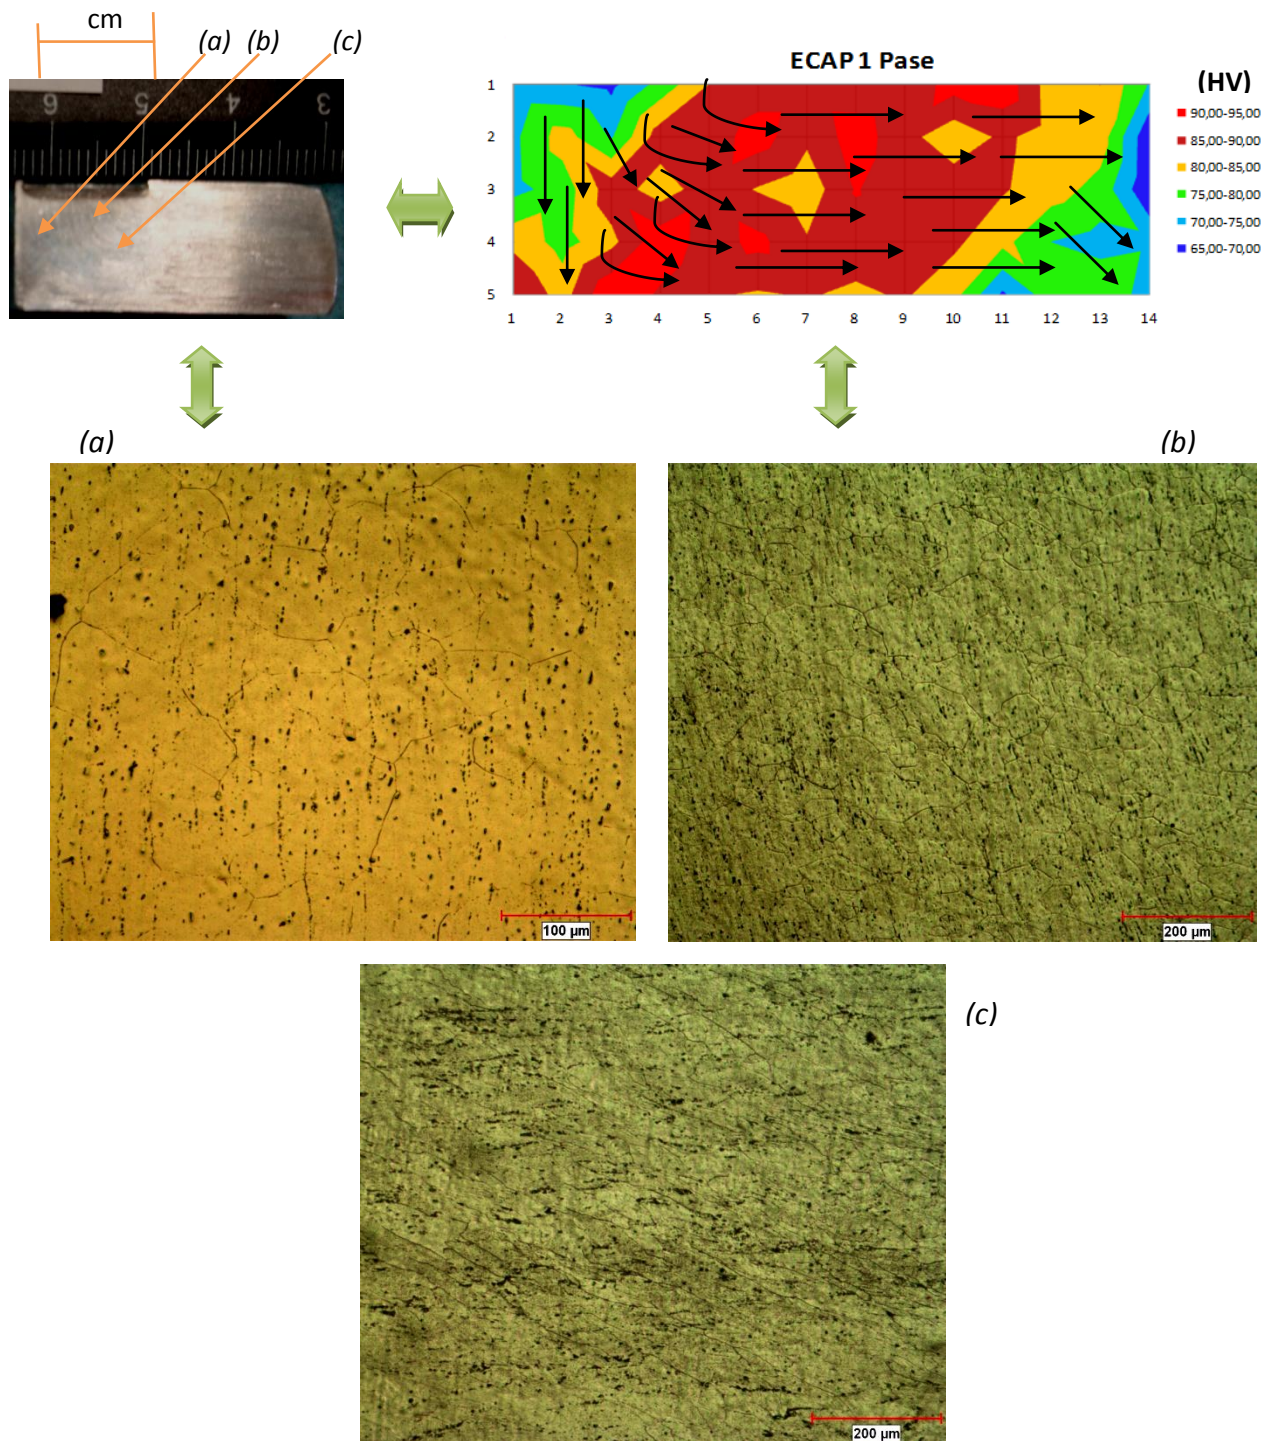 cm
(a) (b) (c)
6 5 4 3
ECAP 1 Pase
(HV)
90,00-95,00
85,00-90,00
80,00-85,00
75,00-80,00
70,00-75,00
65,00-70,00
1
2
3
4
5
1 2 3 4 5 6 7 8 9 10 11 12 13 14
(a)
(b)
100 µm
200 µm
(c)
200 µm